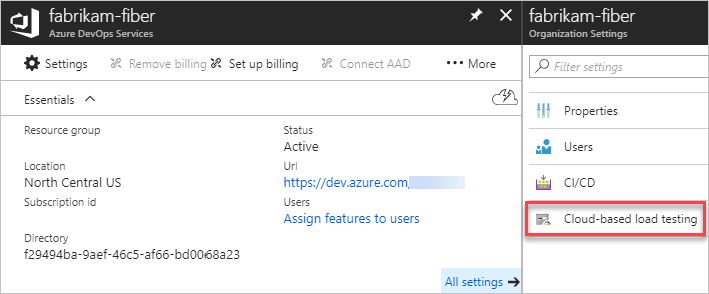 fabrikam-fiber
Azure DevOps Services
Settings
Remove billing
Set up billing
Connect AAD
More
Essentials
Resource group
Status
Active
Location
North Central US
Url
https://dev.azure.com/
Subscription id
Users
Assign features to users
Directory
f29494ba-9aef-46c5-af66-bd0068a23
All settings
fabrikam-fiber
Organization Settings
Filter settings
Properties
Users
CI/CD
Cloud-based load testing